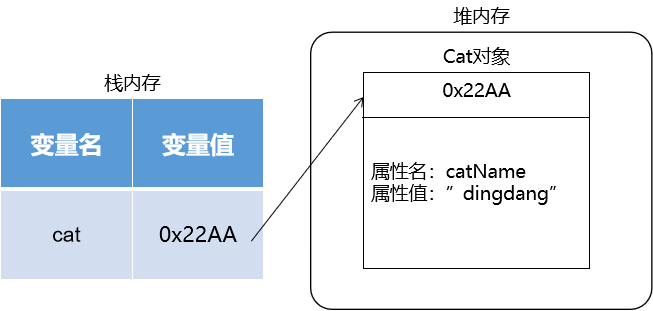 堆内存
Cat对象
栈内存
0x22AA
变量名 变量值
属性名：catName
属性值：”dingdang”
cat 0x22AA